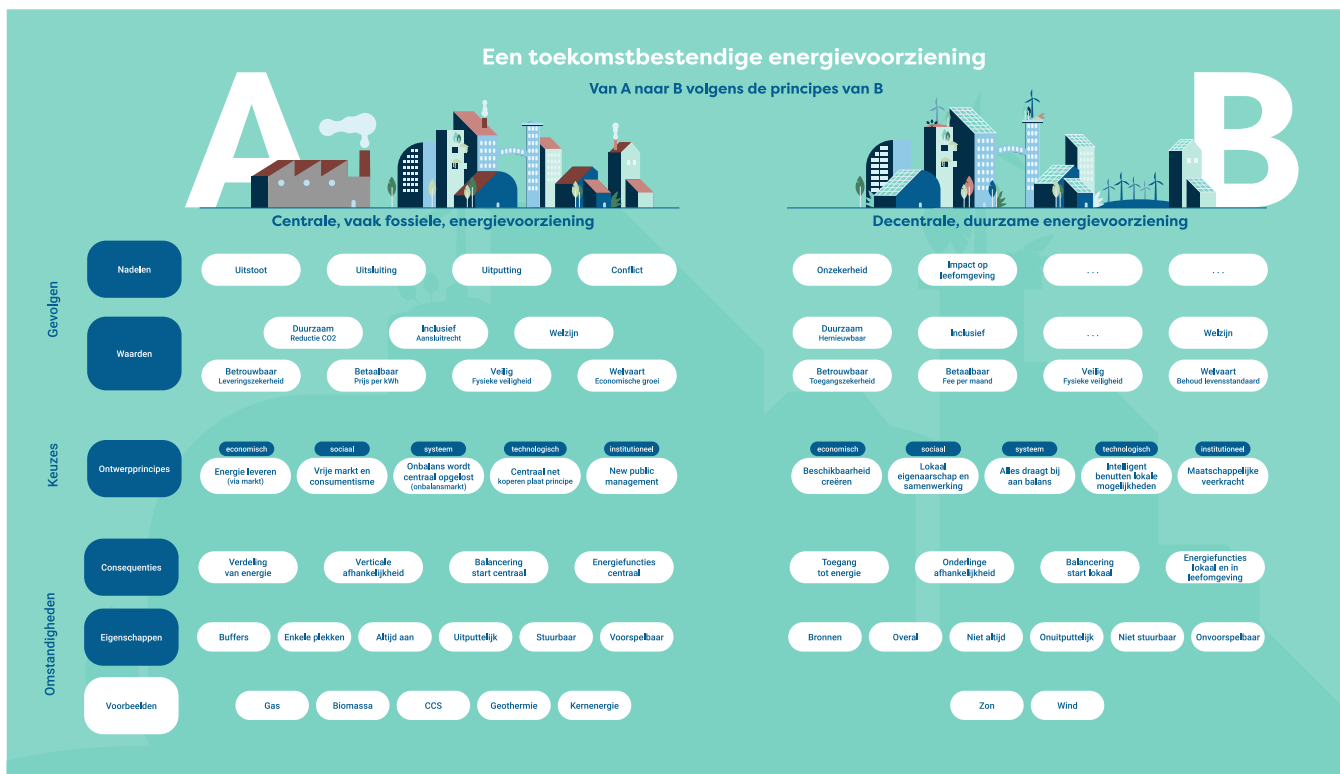 Een toekomstbestendige energievoorziening
Van A naar B volgens de principes van B
A
B
Centrale, vaak fossiele, energievoorziening
Decentrale, duurzame energievoorziening
Gevolgen
Nadelen
Uitstoot
Uitsluiting
Uitputting
Conflict
Onzekerheid
Impact op
leefomgeving
. . .
. . .
Waarden
Duurzaam
Reductie CO2
Inclusief
Aansluitrecht
Welzijn
Duurzaam
Hernieuwbaar
Inclusief
. . .
Welzijn
Betrouwbaar
Leveringszekerheid
Betaalbaar
Prijs per kWh
Veilig
Fysieke veiligheid
Welvaart
Economische groei
Betrouwbaar
Toegangszekerheid
Betaalbaar
Fee per maand
Veilig
Fysieke veiligheid
Welvaart
Behoud levensstandaard
Keuzes
Ontwerpprincipes
economisch
Energie leveren
(via markt)
sociaal
Vrije markt en
consumentisme
systeem
Onbalans wordt
centraal opgelost
(onbalansmarkt)
technologisch
Centraal net
koperen plaat principe
institutioneel
New public
management
economisch
Beschikbaarheid
creëren
sociaal
Lokaal
eigenaarschap en
samenwerking
systeem
Alles draagt bij
aan balans
technologisch
Intelligent
benutten lokale
mogelijkheden
institutioneel
Maatschappelijke
veerkracht
Omstandigheden
Consequenties
Verdeling
van energie
Verticale
afhankelijkheid
Balancering
start centraal
Energiefuncties
centraal
Toegang
tot energie
Onderlinge
afhankelijkheid
Balancering
start lokaal
Energiefuncties
lokaal en in
leefomgeving
Eigenschappen
Buffers
Enkele plekken
Altijd aan
Uitputtelijk
Stuurbaar
Voorspelbaar
Bronnen
Overal
Niet altijd
Onuitputtelijk
Niet stuurbaar
Onvoorspelbaar
Voorbeelden
Gas
Biomassa
CCS
Geothermie
Kernenergie
Zon
Wind